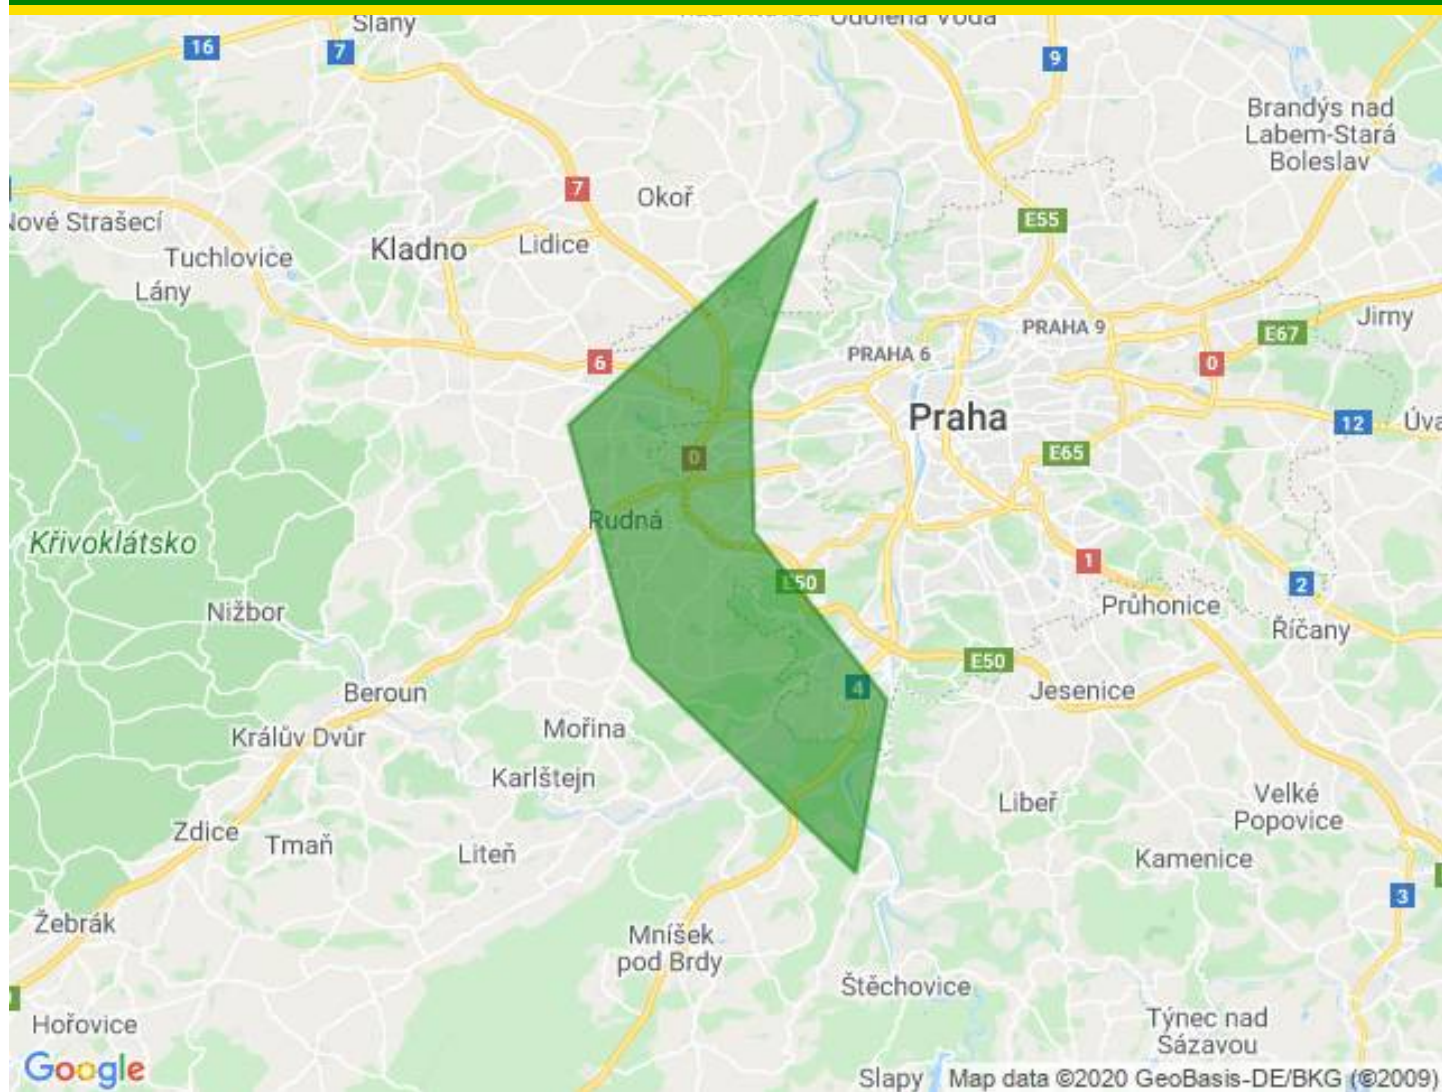 Slaný
Odolena Voda
16
7
9
Brandýs nad
Labem-Stará
Boleslav
7
Okoř
Nové Strašecí
E55
Kladno
Lidice
Tuchlovice
Lány
Jirny
PRAHA 9
E67
PRAHA 6
6
0
Praha
12
Úva
0
E65
Rudná
Křivoklátsko
1
E50
2
Průhonice
Nižbor
Říčany
E50
4
Jesenice
Beroun
Mořina
Králův Dvůr
Karlštejn
Libeř
Velké
Popovice
Zdice
Tmaň
Liteň
Kamenice
3
Žebrák
Mníšek
pod Brdy
Štěchovice
Hořovice
Týnec nad
Sázavou
Google
Slapy
Map data ©2020 GeoBasis-DE/BKG (©2009)